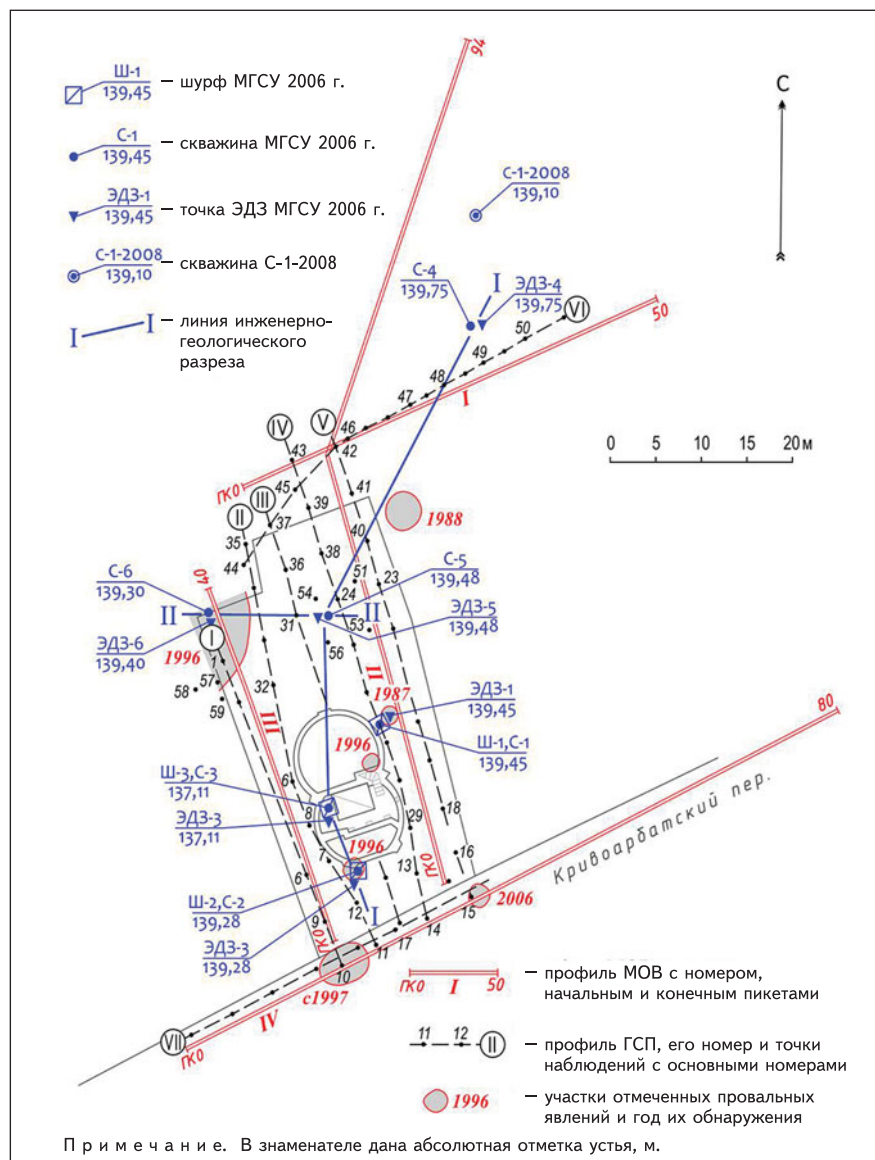 Ш-1
139,45
— шурф МГСУ 2006 г.
С-1
139,45
— скважина МГСУ 2006 г.
ЭДЗ-1
139,45
— точка ЭДЗ МГСУ 2006 г.
С-1-2008
139,10
— скважина С-1-2008
I I
— линия инженерно-
геологического
разреза
94
С
С-1-2008
139,10
С-4
139,75
I
ЭДЗ-4
139,75
VI
50
50
49
48
47
I
46
0 5 10 15 20 м
IV
V
43
42
ПК0
45
41
III
II
37
39
1988
35
40
44
38
36
51
23
С-6
139,30
40
54
24
С-5
139,48
II
31
II
53
ЭДЗ-5
139,48
ЭДЗ-6
139,40
I
1
1996
56
58
57
59
32
II
III
1987
ЭДЗ-1
139,45
1996
Ш-1,С-1
139,45
6
Ш-3,С-3
137,11
8
18
29
80
ЭДЗ-3
137,11
1996
7
16
Кривоарбатский пер.
6
13
ПК0
Ш-2,С-2
139,28
12
I
15
2006
9
14
17
ЭДЗ-3
139,28
ПК0
11
10
с1997
IV
VII
ПК0
ПК0 I 50
— профиль МОВ с номером,
начальным и конечным пикетами
11 12 II
— профиль ГСП, его номер и точки
наблюдений с основными номерами
1996
— участки отмеченных провальных
явлений и год их обнаружения
Примечание. В знаменателе дана абсолютная отметка устья, м.